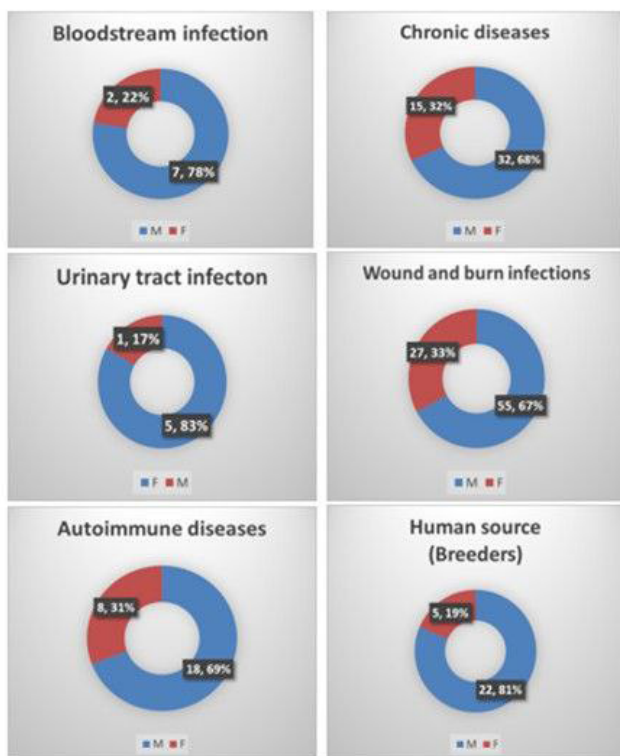 Bloodstream infection
2, 22%
7, 78%
M F
Chronic diseases
15, 32%
32, 68%
M F
Urinary tract infecton
1, 17%
5, 83%
F M
Wound and burn infections
27, 33%
55, 67%
M F
Autoimmune diseases
8, 31%
18, 69%
M F
Human source
(Breeders)
5, 19%
22, 81%
M F